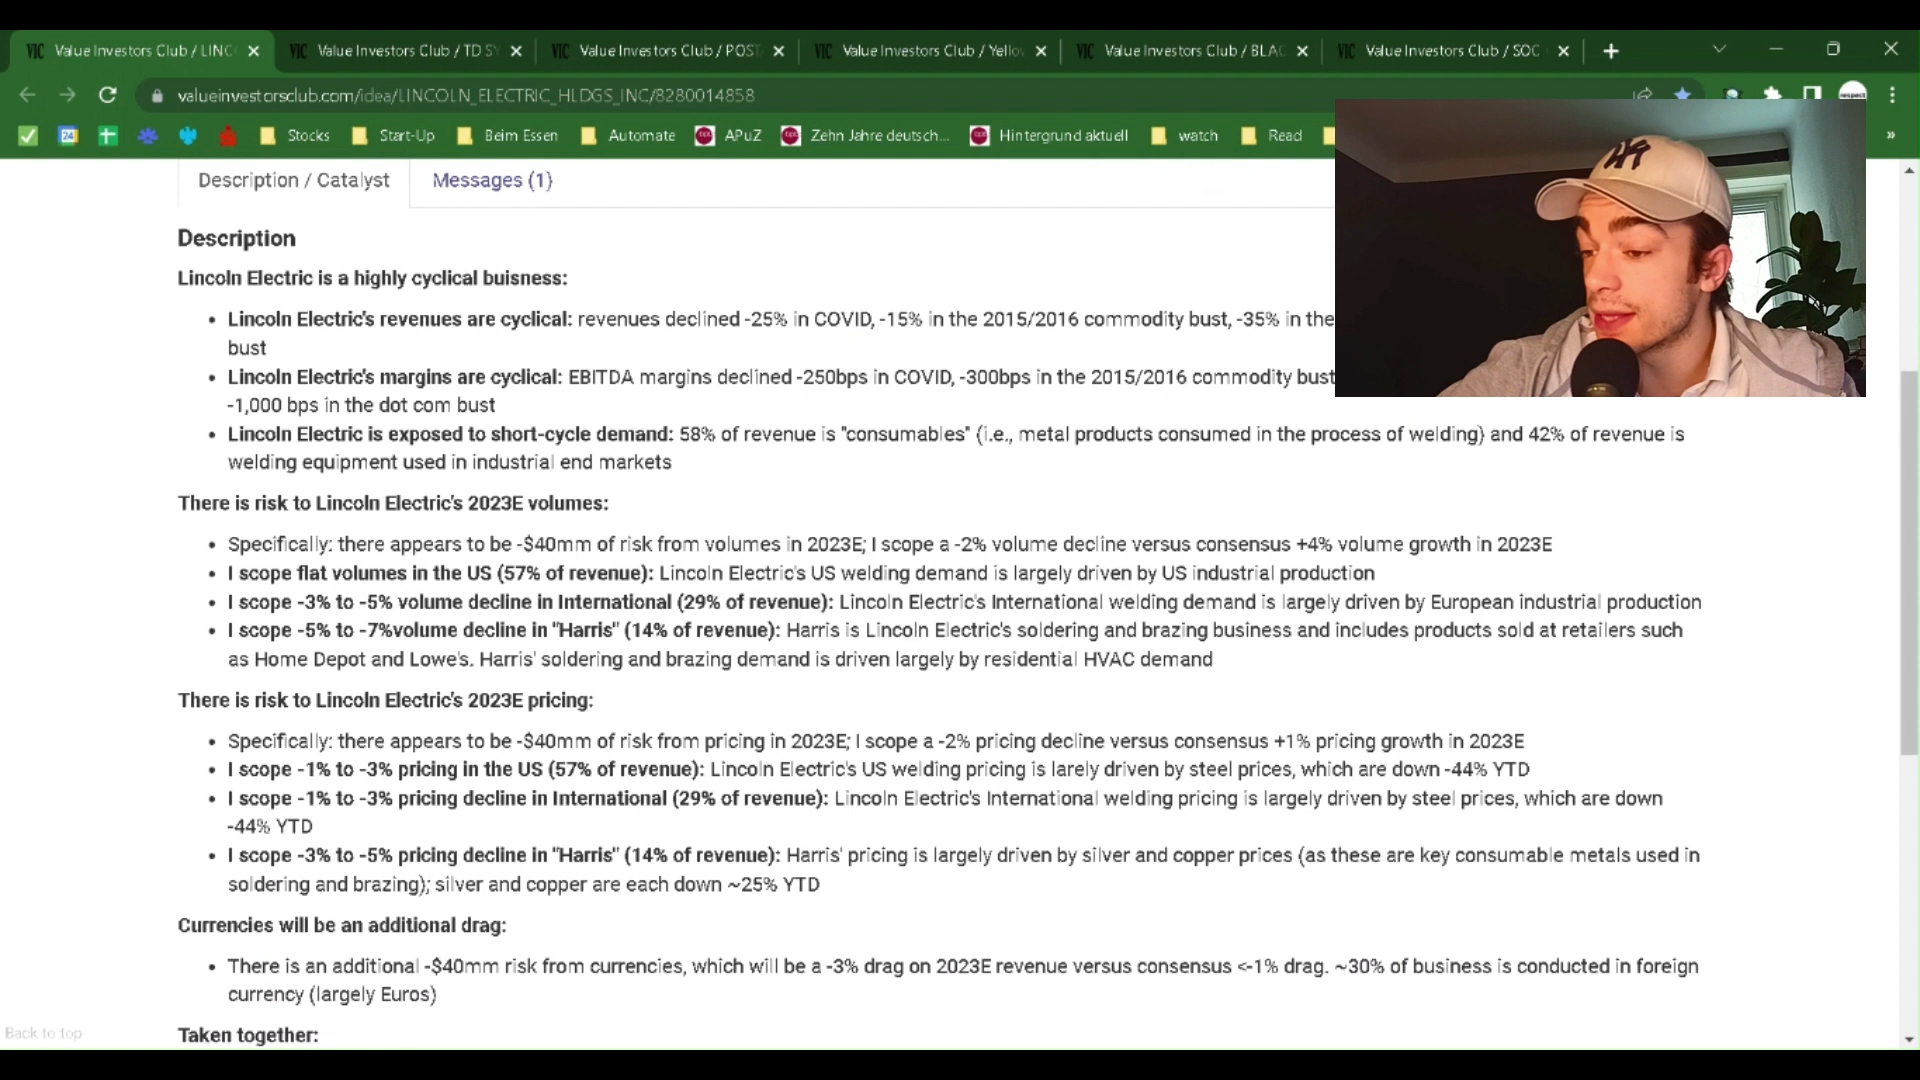 VIC Value Investors Club / LINC
VIC Value Investors Club / TD S
VIC Value Investors Club / POST
VIC Value Investors Club / Yello
VIC Value Investors Club / BLAC
VIC Value Investors Club / SOC
valueinvestorsclub.com/idea/LINCOLN_ELECTRIC_HLDGS_INC/8280014858
Stocks Start-Up Beim Essen Automate APuZ Zehn Jahre deutsch... Hintergrund aktuell watch Read »
Description / Catalyst Messages (1)
Description
Lincoln Electric is a highly cyclical buisness:
• Lincoln Electric's revenues are cyclical: revenues declined -25% in COVID, -15% in the 2015/2016 commodity bust, -35% in the
bust
• Lincoln Electric's margins are cyclical: EBITDA margins declined -250bps in COVID, -300bps in the 2015/2016 commodity bust
-1,000 bps in the dot com bust
• Lincoln Electric is exposed to short-cycle demand: 58% of revenue is "consumables" (i.e., metal products consumed in the process of welding) and 42% of revenue is
welding equipment used in industrial end markets
There is risk to Lincoln Electric's 2023E volumes:
• Specifically: there appears to be -$40mm of risk from volumes in 2023E; I scope a -2% volume decline versus consensus +4% volume growth in 2023E
• I scope flat volumes in the US (57% of revenue): Lincoln Electric's US welding demand is largely driven by US industrial production
• I scope -3% to -5% volume decline in International (29% of revenue): Lincoln Electric's International welding demand is largely driven by European industrial production
• I scope -5% to -7%volume decline in "Harris" (14% of revenue): Harris is Lincoln Electric's soldering and brazing business and includes products sold at retailers such
as Home Depot and Lowe's. Harris' soldering and brazing demand is driven largely by residential HVAC demand
There is risk to Lincoln Electric's 2023E pricing:
• Specifically: there appears to be -$40mm of risk from pricing in 2023E; I scope a -2% pricing decline versus consensus +1% pricing growth in 2023E
• I scope -1% to -3% pricing in the US (57% of revenue): Lincoln Electric's US welding pricing is larely driven by steel prices, which are down -44% YTD
• I scope -1% to -3% pricing decline in International (29% of revenue): Lincoln Electric's International welding pricing is largely driven by steel prices, which are down
-44% YTD
• I scope -3% to -5% pricing decline in "Harris" (14% of revenue): Harris' pricing is largely driven by silver and copper prices (as these are key consumable metals used in
soldering and brazing); silver and copper are each down ~25% YTD
Currencies will be an additional drag:
• There is an additional -$40mm risk from currencies, which will be a -3% drag on 2023E revenue versus consensus <-1% drag. ~30% of business is conducted in foreign
currency (largely Euros)
Back to top
Taken together: